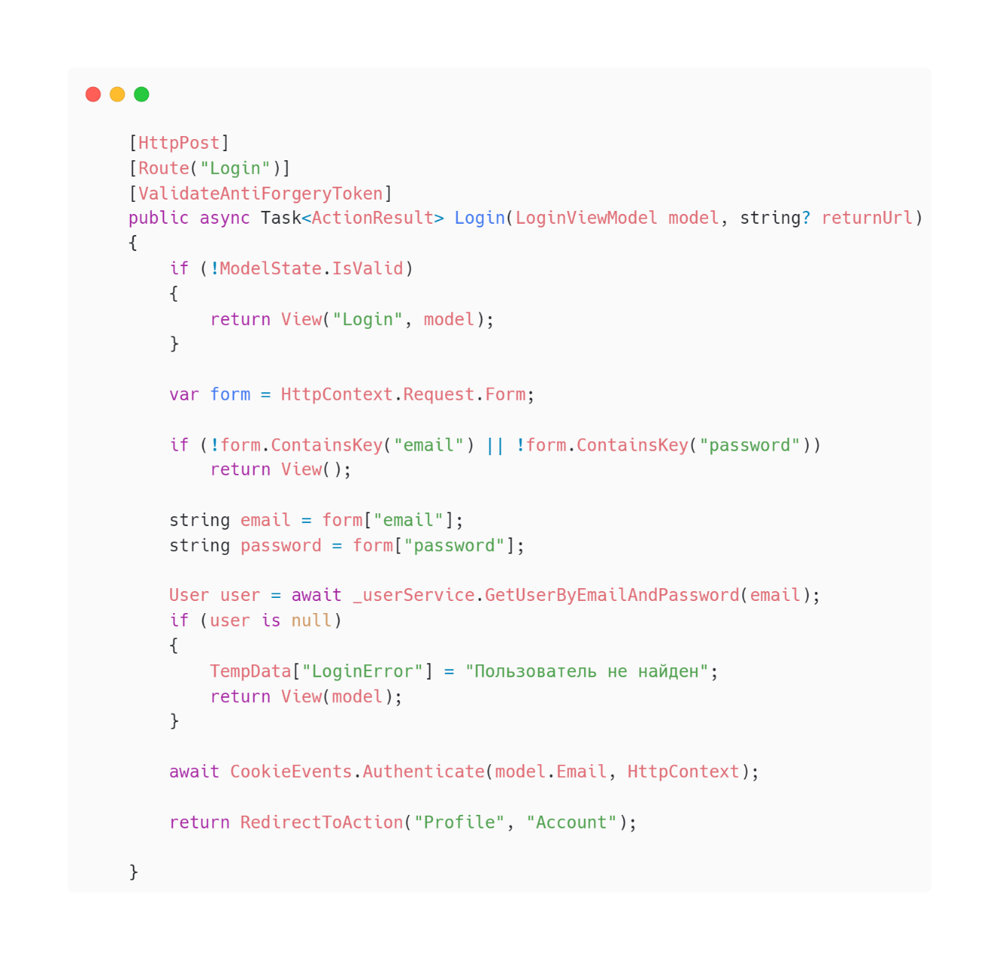 [HttpPost]
[Route("Login")]
[ValidateAntiForgeryToken]
public async Task<ActionResult> Login(LoginViewModel model, string? returnUrl)
{
    if (!ModelState.IsValid)
    {
        return View("Login", model);
    }

    var form = HttpContext.Request.Form;

    if (!form.ContainsKey("email") || !form.ContainsKey("password"))
        return View();

    string email = form["email"];
    string password = form["password"];

    User user = await _userService.GetUserByEmailAndPassword(email);
    if (user is null)
    {
        TempData["LoginError"] = "Пользователь не найден";
        return View(model);
    }

    await CookieEvents.Authenticate(model.Email, HttpContext);

    return RedirectToAction("Profile", "Account");

}